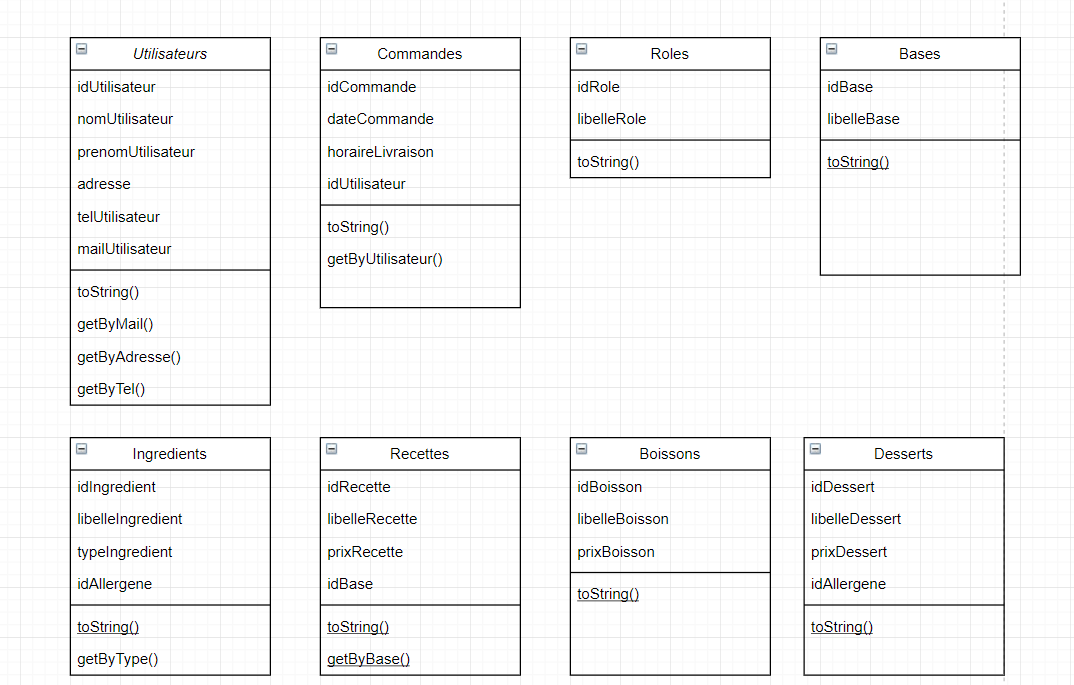 Utilisateurs
idUtilisateur
nomUtilisateur
prenomUtilisateur
adresse
telUtilisateur
mailUtilisateur
toString()
getByMail()
getByAdresse()
getByTel()
Commandes
idCommande
dateCommande
horaireLivraison
idUtilisateur
toString()
getByUtilisateur()
Roles
idRole
libelleRole
toString()
Bases
idBase
libelleBase
toString()
Ingredients
idIngredient
libelleIngredient
typeIngredient
idAllergene
toString()
getByType()
Recettes
idRecette
libelleRecette
prixRecette
idBase
toString()
getByBase()
Boissons
idBoisson
libelleBoisson
prixBoisson
toString()
Desserts
idDessert
libelleDessert
prixDessert
idAllergene
toString()